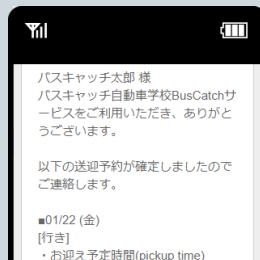 バスキャッチ太郎 様
バスキャッチ自動車学校BusCatchサ
ービスをご利用いただき、ありがと
うございます。
以下の送迎予約が確定しましたので
ご連絡します。
■01/22 (金)
[行き]
・お迎え予定時間(pickup time)